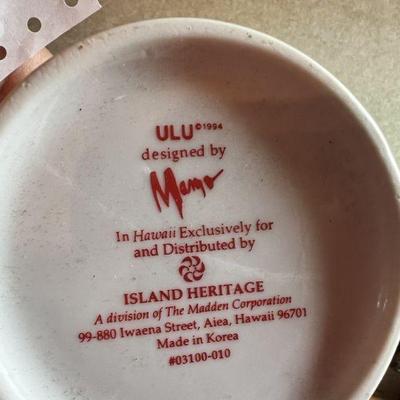 ULU ©1994
designed by
Mango
In Hawaii Exclusively for
and Distributed by
ISLAND HERITAGE
A division of The Madden Corporation
99-880 Iwaena Street, Aiea, Hawaii 96701
Made in Korea
#03100-010